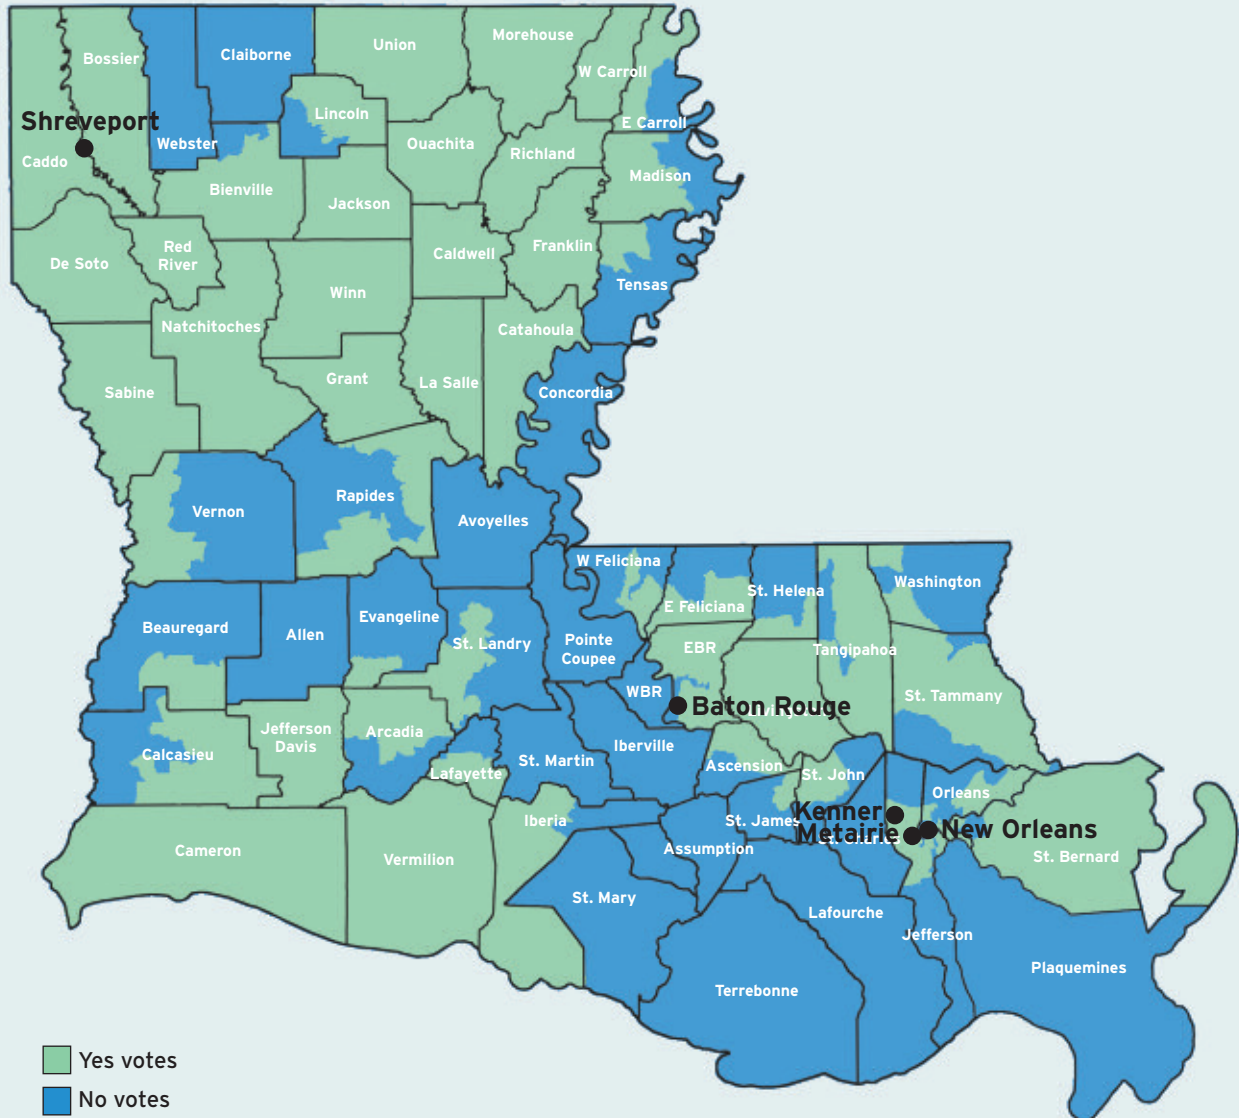 Union
Morehouse
Claiborne
Bossier
W Carroll
Lincoln
Shreveport
E Carroll
Webster
Ouachita
Richland
Caddo
Madison
Bienville
Jackson
Red
River
Franklin
Caldwell
De Soto
Tensas
Winn
Natchitoches
Catahoula
Grant
La Salle
Sabine
Concordia
Rapides
Vernon
Avoyelles
W Feliciana
Washington
St. Helena
E Feliciana
Evangeline
Beauregard
Allen
St. Landry
Pointe
Coupee
EBR
Tangipahoa
WBR
St. Tammany
Baton Rouge
Jefferson
Davis
Arcadia
Iberville
Calcasieu
St. Martin
Ascension
Lafayette
St. John
Orleans
Kenner
Iberia
St. James
Metairie
New Orleans
St. Charles
Cameron
Assumption
Vermilion
St. Bernard
St. Mary
Lafourche
Jefferson
Plaquemines
Terrebonne
Yes votes
No votes